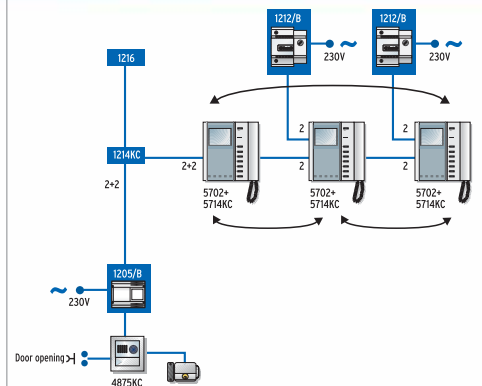 1212/B
1212/B
230V
230V
1216
1214KC
2+2
2+2
2
2
2
2
5702+
5714KC
5702+
5714KC
5702+
5714KC
1205/B
230V
Door opening
4875KC